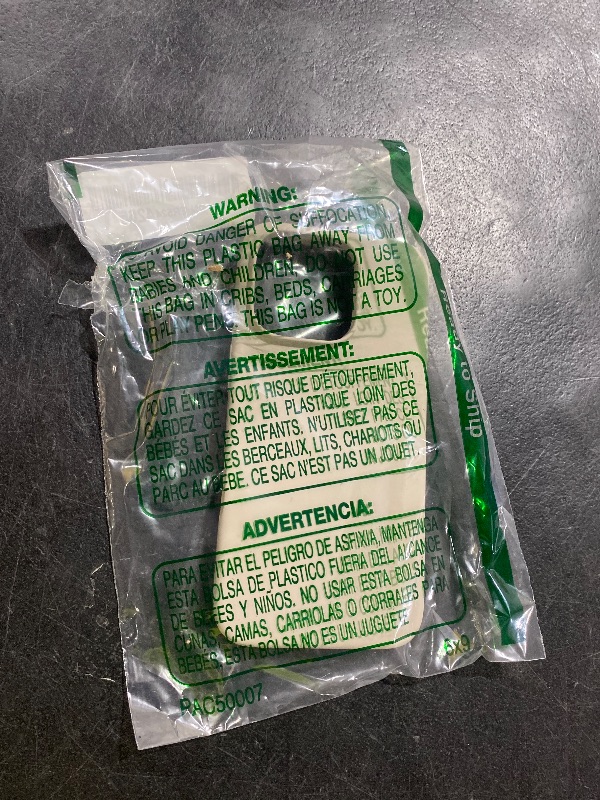 WARNING:
AVOID DANGER OF SUFFOCATION,
KEEP THIS PLASTIC BAG AWAY FROM
BABIES AND CHILDREN. DO NOT USE
THIS BAG IN CRIBS, BEDS, CARRIAGES
OR PLAY PENS. THIS BAG IS NOT A TOY.
AVERTISSEMENT:
POUR EVITER TOUT RISQUE D'ÉTOUFFEMENT,
GARDEZ CE SAC EN PLASTIQUE LOIN DES
BÉBÉS ET LES ENFANTS. N'UTILISEZ PAS CE
SAC DANS LES BERCEAUX, LITS, CHARIOTS OU
PARC AU BÉBE. CE SAC N'EST PAS UN JOUET.
ADVERTENCIA:
PARA EVITAR EL PELIGRO DE ASFIXIA, MANTENGA
ESTA BOLSA DE PLASTICO FUERA DEL ALCANCE
DE BEBES Y NIÑOS. NO USAR ESTA BOLSA EN
CUNAS, CAMAS, CARRIOLAS O CORRALES PARA
BEBES, ESTA BOLSA NO ES UN JUGUETE
6x9
PAC50007
Ready to Ship